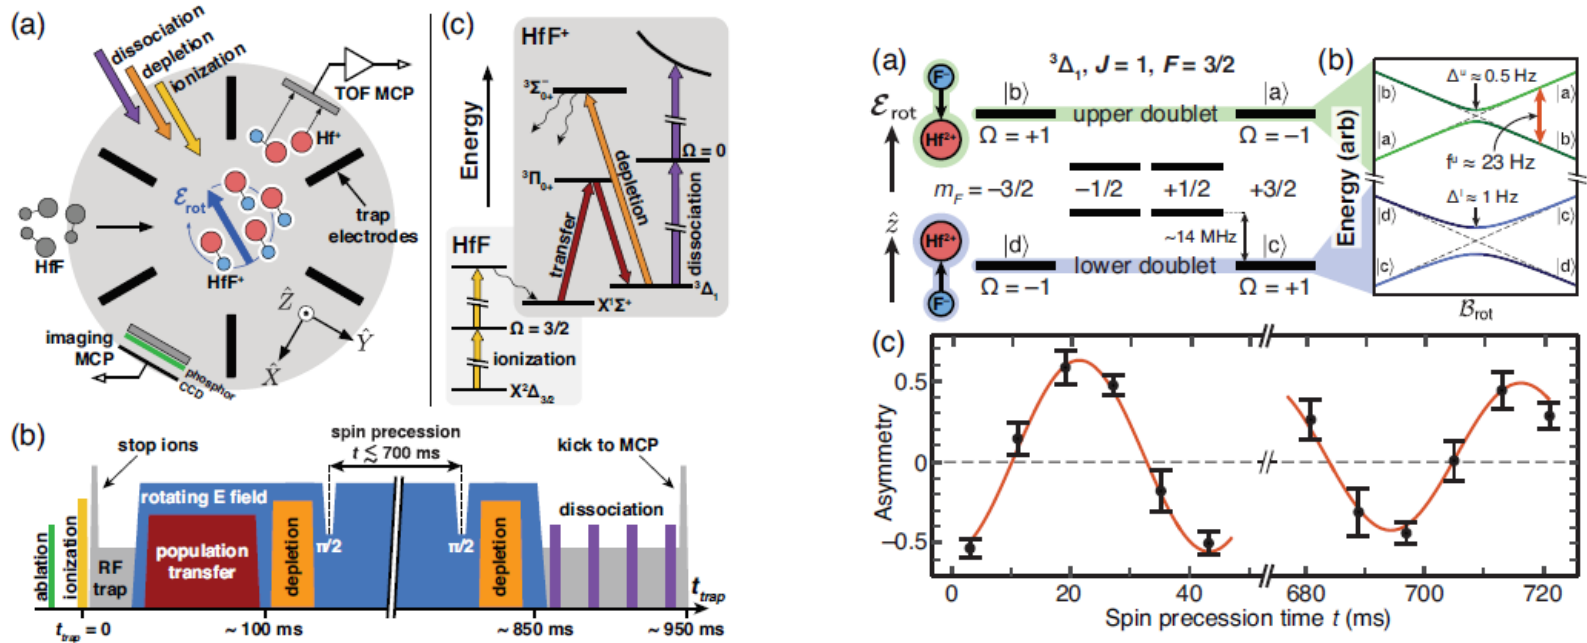 (a)
dissociation
depletion
ionization
TOF MCP
Hf⁺
ℰrot
trap
electrodes
HfF
HfF⁺
Ẑ
Ŷ
X̂
imaging
MCP
phosphor
CCD
(c)
HfF⁺
Energy
³Σ⁻₀₊
³Π₀₊
Ω = 0
transfer
depletion
dissociation
³Δ₁
X¹Σ⁺
HfF
Ω = 3/2
ionization
X²Δ₃/₂
(b)
stop ions
spin precession
t ≲ 700 ms
kick to MCP
rotating E field
dissociation
ablation
ionization
RF
trap
population
transfer
depletion
π/2
π/2
depletion
t_trap
t_trap = 0
~ 100 ms
~ 850 ms
~ 950 ms
(a)
³Δ₁, J = 1, F = 3/2
ℰrot
F⁻
Hf²⁺
|b⟩
upper doublet
|a⟩
Ω = +1
Ω = −1
m_F = −3/2
−1/2
+1/2
+3/2
ẑ
~14 MHz
Hf²⁺
F⁻
|d⟩
lower doublet
|c⟩
Ω = −1
Ω = +1
(b)
Energy (arb)
Δᵘ ≈ 0.5 Hz
|b⟩
|a⟩
|a⟩
|b⟩
fᵘ ≈ 23 Hz
Δˡ ≈ 1 Hz
|d⟩
|c⟩
|c⟩
|d⟩
ℬrot
(c)
Asymmetry
0.5
0
−0.5
0
20
40
680
700
720
Spin precession time t (ms)